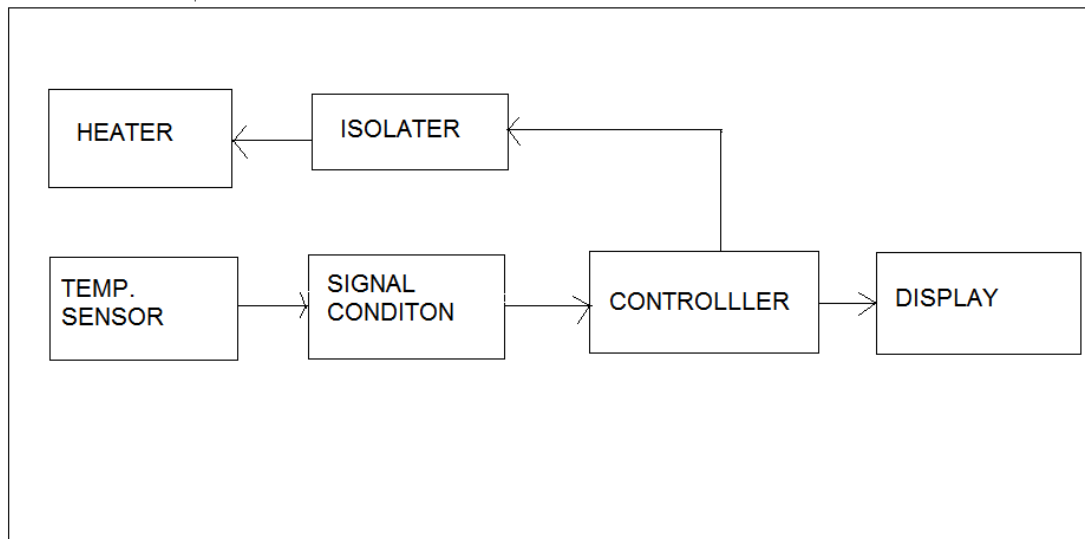 HEATER
ISOLATER
TEMP.
SENSOR
SIGNAL
CONDITON
CONTROLLLER
DISPLAY